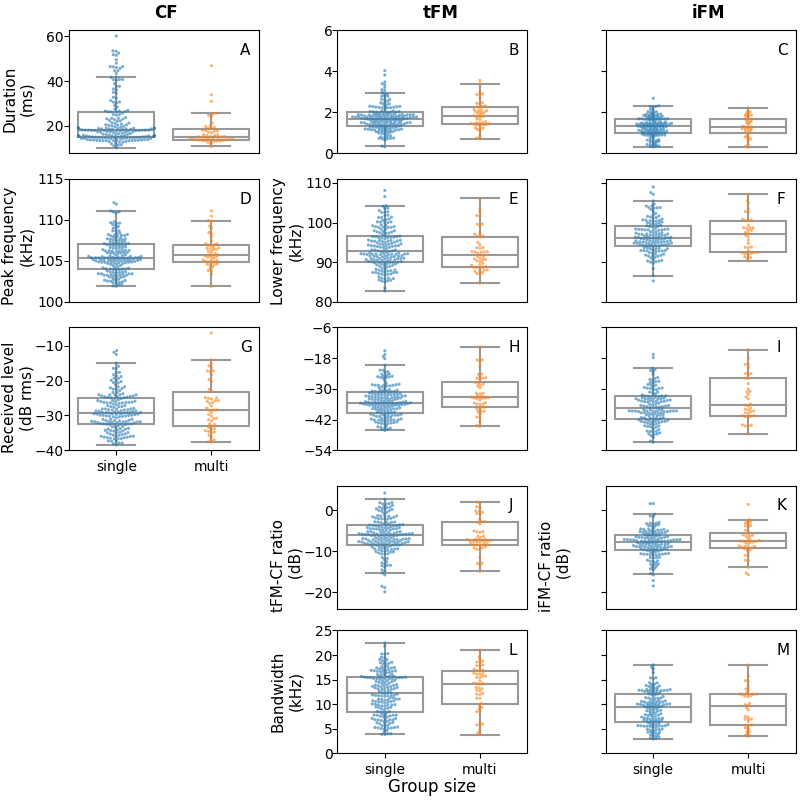 CF tFM iFM
Duration
(ms)
60
40
20
A
6
4
2
0
B
C
Peak frequency
(kHz)
115
110
105
100
D
Lower frequency
(kHz)
110
100
90
80
E
F
Received level
(dB rms)
−10
−20
−30
−40
G
single multi
−6
−18
−30
−42
−54
H
I
tFM-CF ratio
(dB)
0
−10
−20
J
iFM-CF ratio
(dB)
K
Bandwidth
(kHz)
25
20
15
10
5
0
L
M
single multi
single multi
Group size